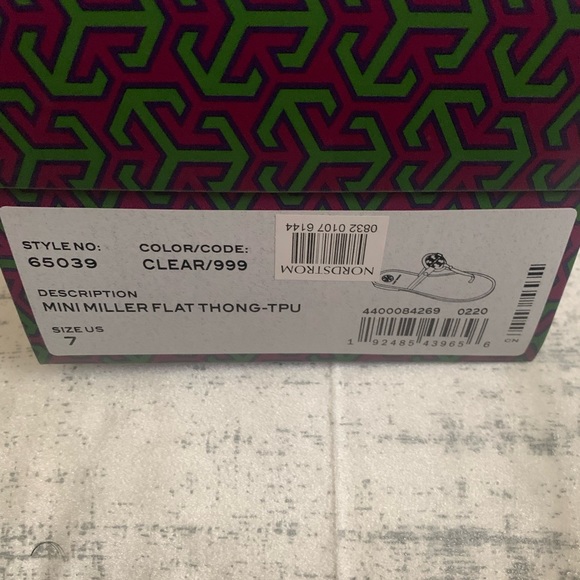 STYLE NO:
65039
COLOR/CODE:
CLEAR/999
DESCRIPTION
MINI MILLER FLAT THONG-TPU
SIZE US
7
NORDSTROM
0832 0107 6144
4400084269 0220
1 92485 43965 6
CN